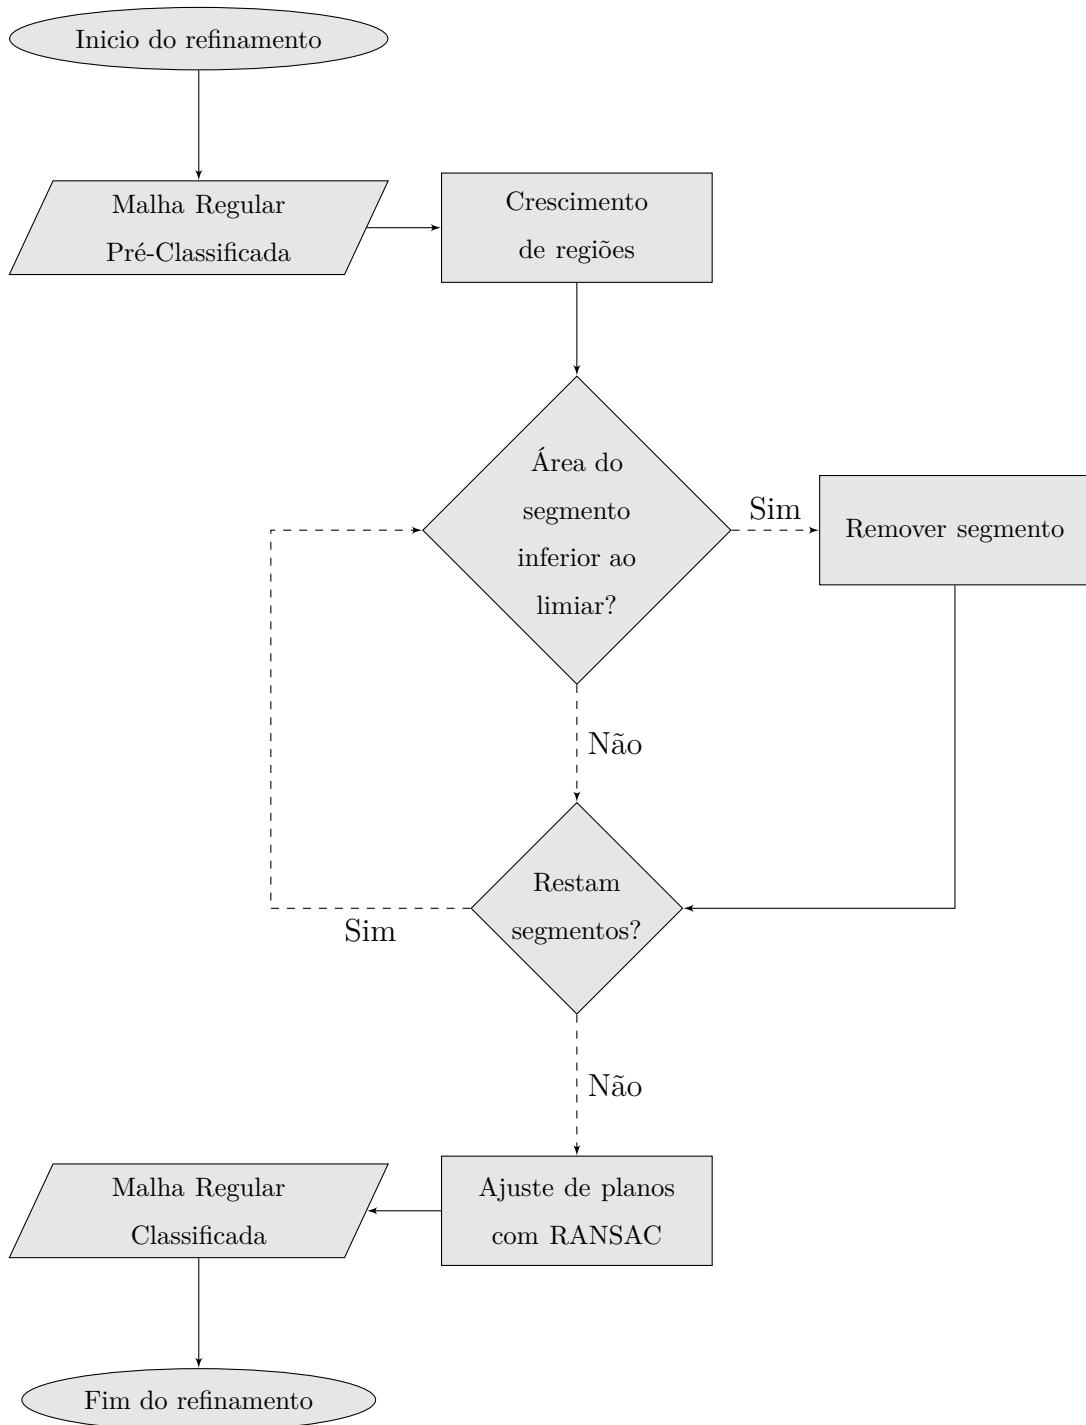 Inicio do refinamento
Malha Regular
Pré-Classificada
Crescimento
de regiões
Área do
segmento
inferior ao
limiar?
Sim
Remover segmento
Não
Restam
segmentos?
Sim
Não
Ajuste de planos
com RANSAC
Malha Regular
Classificada
Fim do refinamento